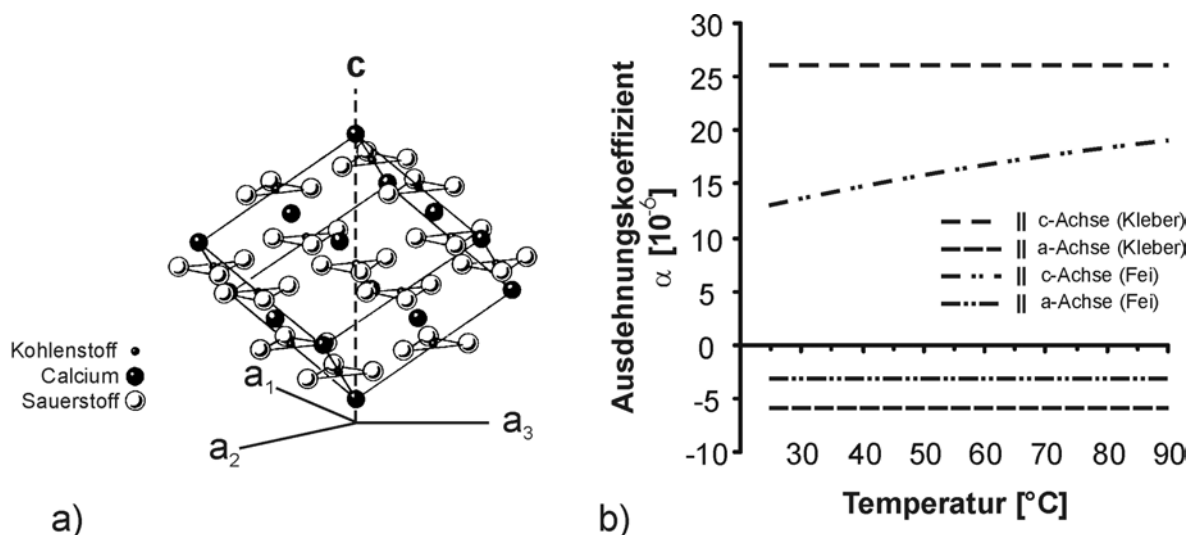 c
Kohlenstoff
Calcium
Sauerstoff
a1
a2
a3
a)
Ausdehnungskoeffizient
α [10-6]
30
25
20
15
10
5
0
-5
-10
|| c-Achse (Kleber)
|| a-Achse (Kleber)
|| c-Achse (Fei)
|| a-Achse (Fei)
30 40 50 60 70 80 90
Temperatur [°C]
b)